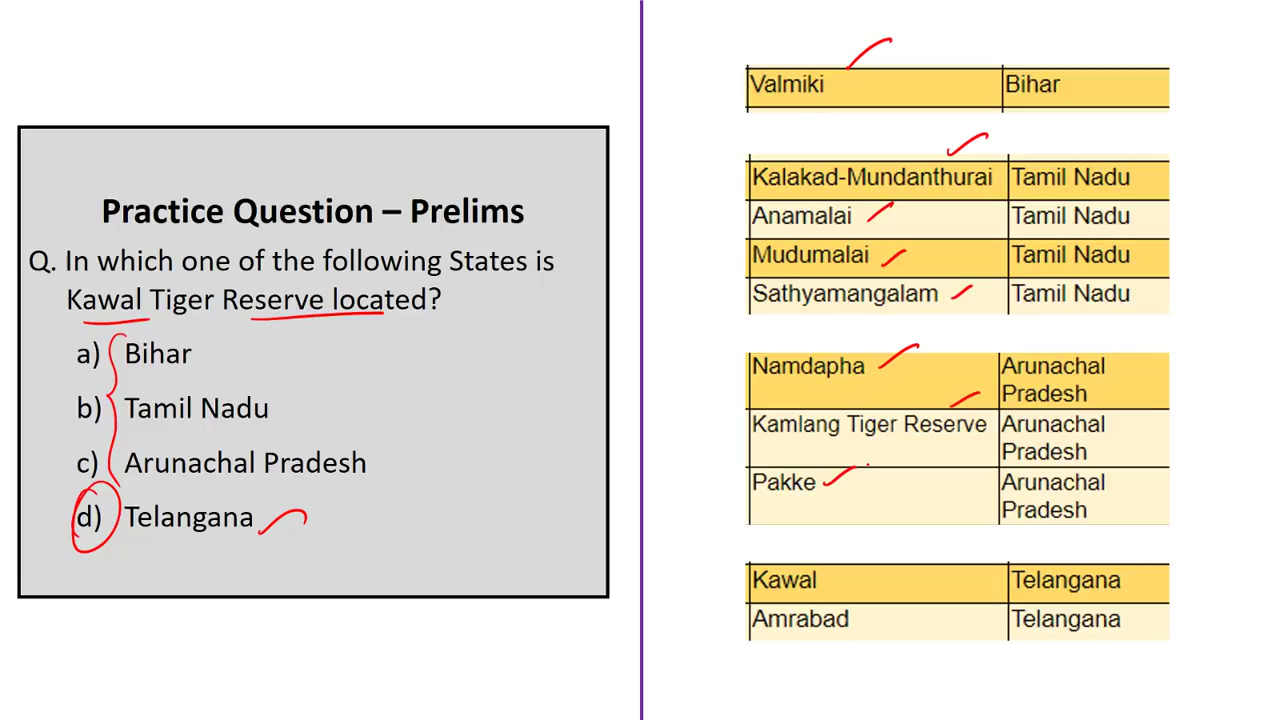 Practice Question – Prelims
Q. In which one of the following States is
Kawal Tiger Reserve located?
a) Bihar
b) Tamil Nadu
c) Arunachal Pradesh
d) Telangana
Valmiki Bihar
Kalakad-Mundanthurai Tamil Nadu
Anamalai Tamil Nadu
Mudumalai Tamil Nadu
Sathyamangalam Tamil Nadu
Namdapha Arunachal
Pradesh
Kamlang Tiger Reserve Arunachal
Pradesh
Pakke Arunachal
Pradesh
Kawal Telangana
Amrabad Telangana